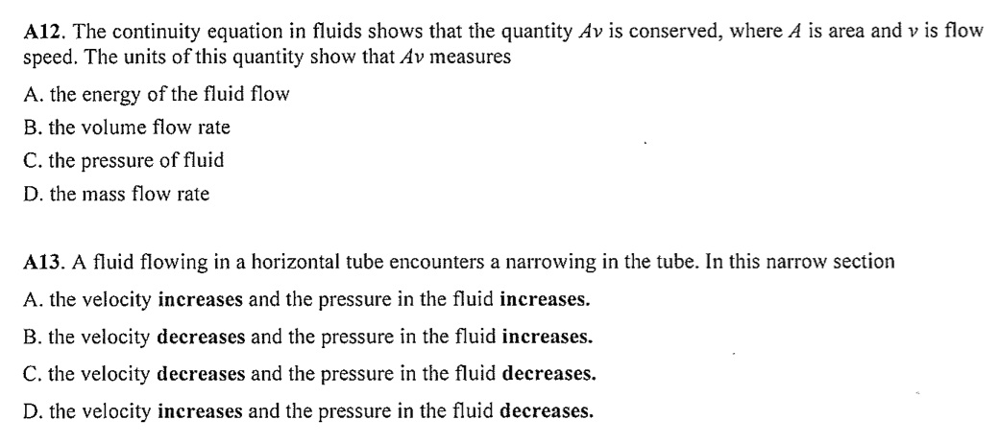 A12. The continuity equation in fluids shows that the quantity Av is conserved, where A is area and v is flow
speed. The units of this quantity show that Av measures
A. the energy of the fluid flow
B. the volume flow rate
C. the pressure of fluid
D. the mass flow rate
A13. A fluid flowing in a horizontal tube encounters a narrowing in the tube. In this narrow section
A. the velocity increases and the pressure in the fluid increases.
B. the velocity decreases and the pressure in the fluid increases.
C. the velocity decreases and the pressure in the fluid decreases.
D. the velocity increases and the pressure in the fluid decreases.